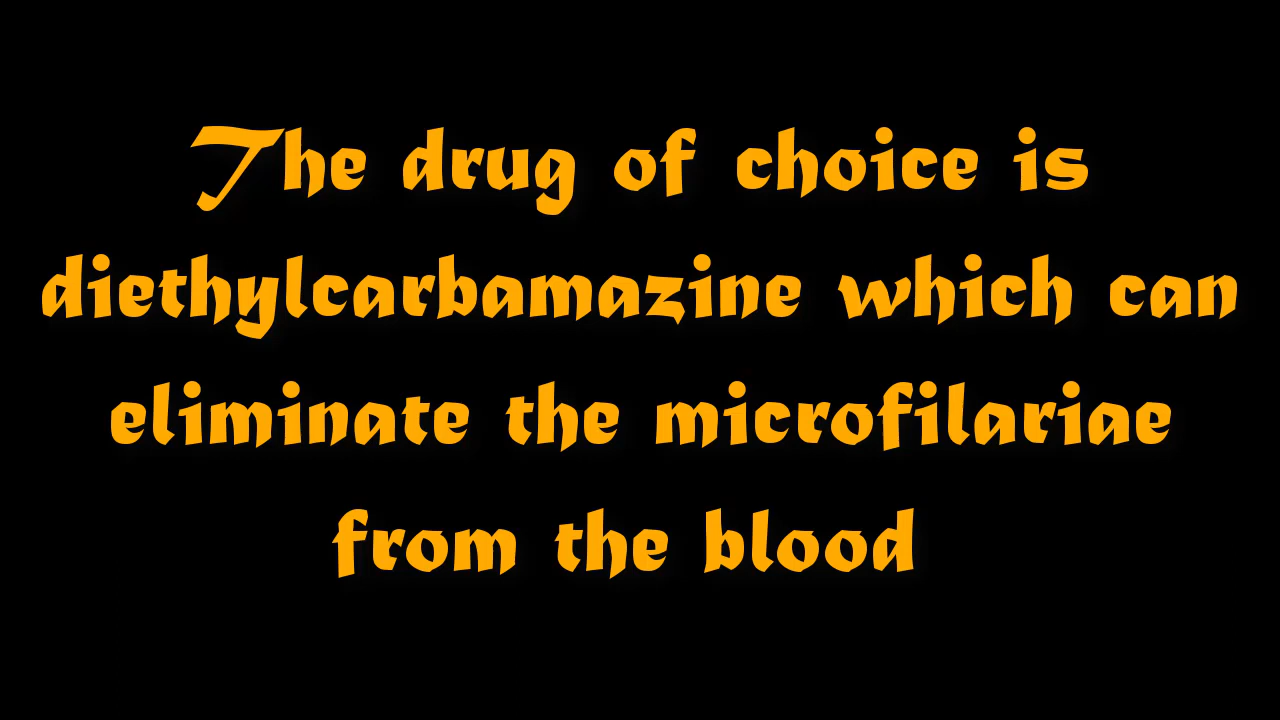 The drug of choice is
diethylcarbamazine which can
eliminate the microfilariae
from the blood